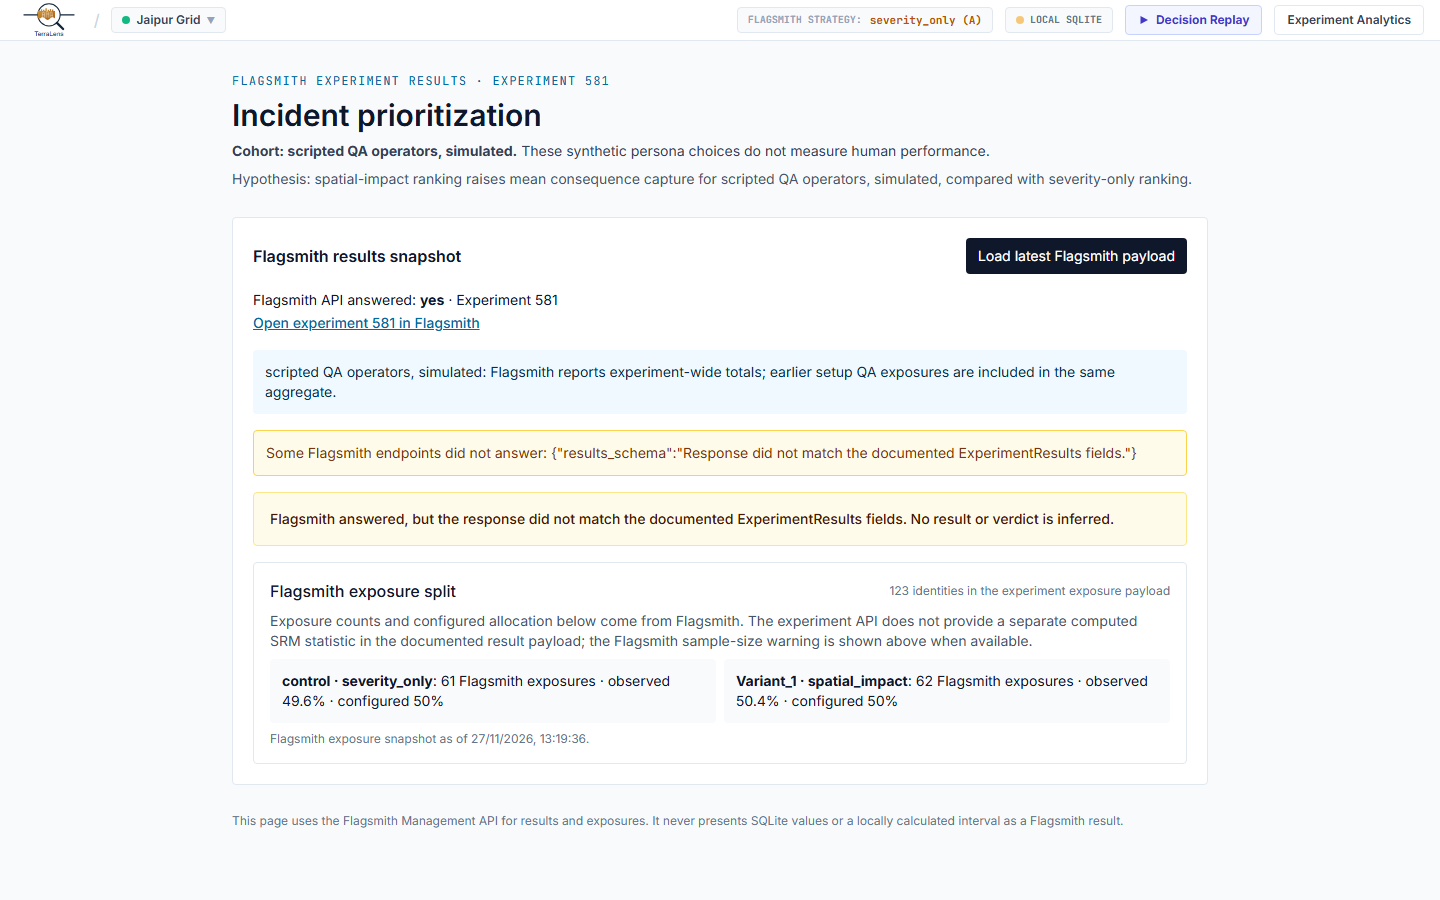 TerraLens
/
Jaipur Grid ▼
FLAGSMITH STRATEGY: severity_only (A)
LOCAL SQLITE
► Decision Replay
Experiment Analytics
FLAGSMITH EXPERIMENT RESULTS · EXPERIMENT 581
Incident prioritization
Cohort: scripted QA operators, simulated. These synthetic persona choices do not measure human performance.
Hypothesis: spatial-impact ranking raises mean consequence capture for scripted QA operators, simulated, compared with severity-only ranking.
Flagsmith results snapshot
Load latest Flagsmith payload
Flagsmith API answered: yes · Experiment 581
Open experiment 581 in Flagsmith
scripted QA operators, simulated: Flagsmith reports experiment-wide totals; earlier setup QA exposures are included in the same
aggregate.
Some Flagsmith endpoints did not answer: {"results_schema":"Response did not match the documented ExperimentResults fields."}
Flagsmith answered, but the response did not match the documented ExperimentResults fields. No result or verdict is inferred.
Flagsmith exposure split
123 identities in the experiment exposure payload
Exposure counts and configured allocation below come from Flagsmith. The experiment API does not provide a separate computed
SRM statistic in the documented result payload; the Flagsmith sample-size warning is shown above when available.
control · severity_only: 61 Flagsmith exposures · observed
49.6% · configured 50%
Variant_1 · spatial_impact: 62 Flagsmith exposures · observed
50.4% · configured 50%
Flagsmith exposure snapshot as of 27/11/2026, 13:19:36.
This page uses the Flagsmith Management API for results and exposures. It never presents SQLite values or a locally calculated interval as a Flagsmith result.